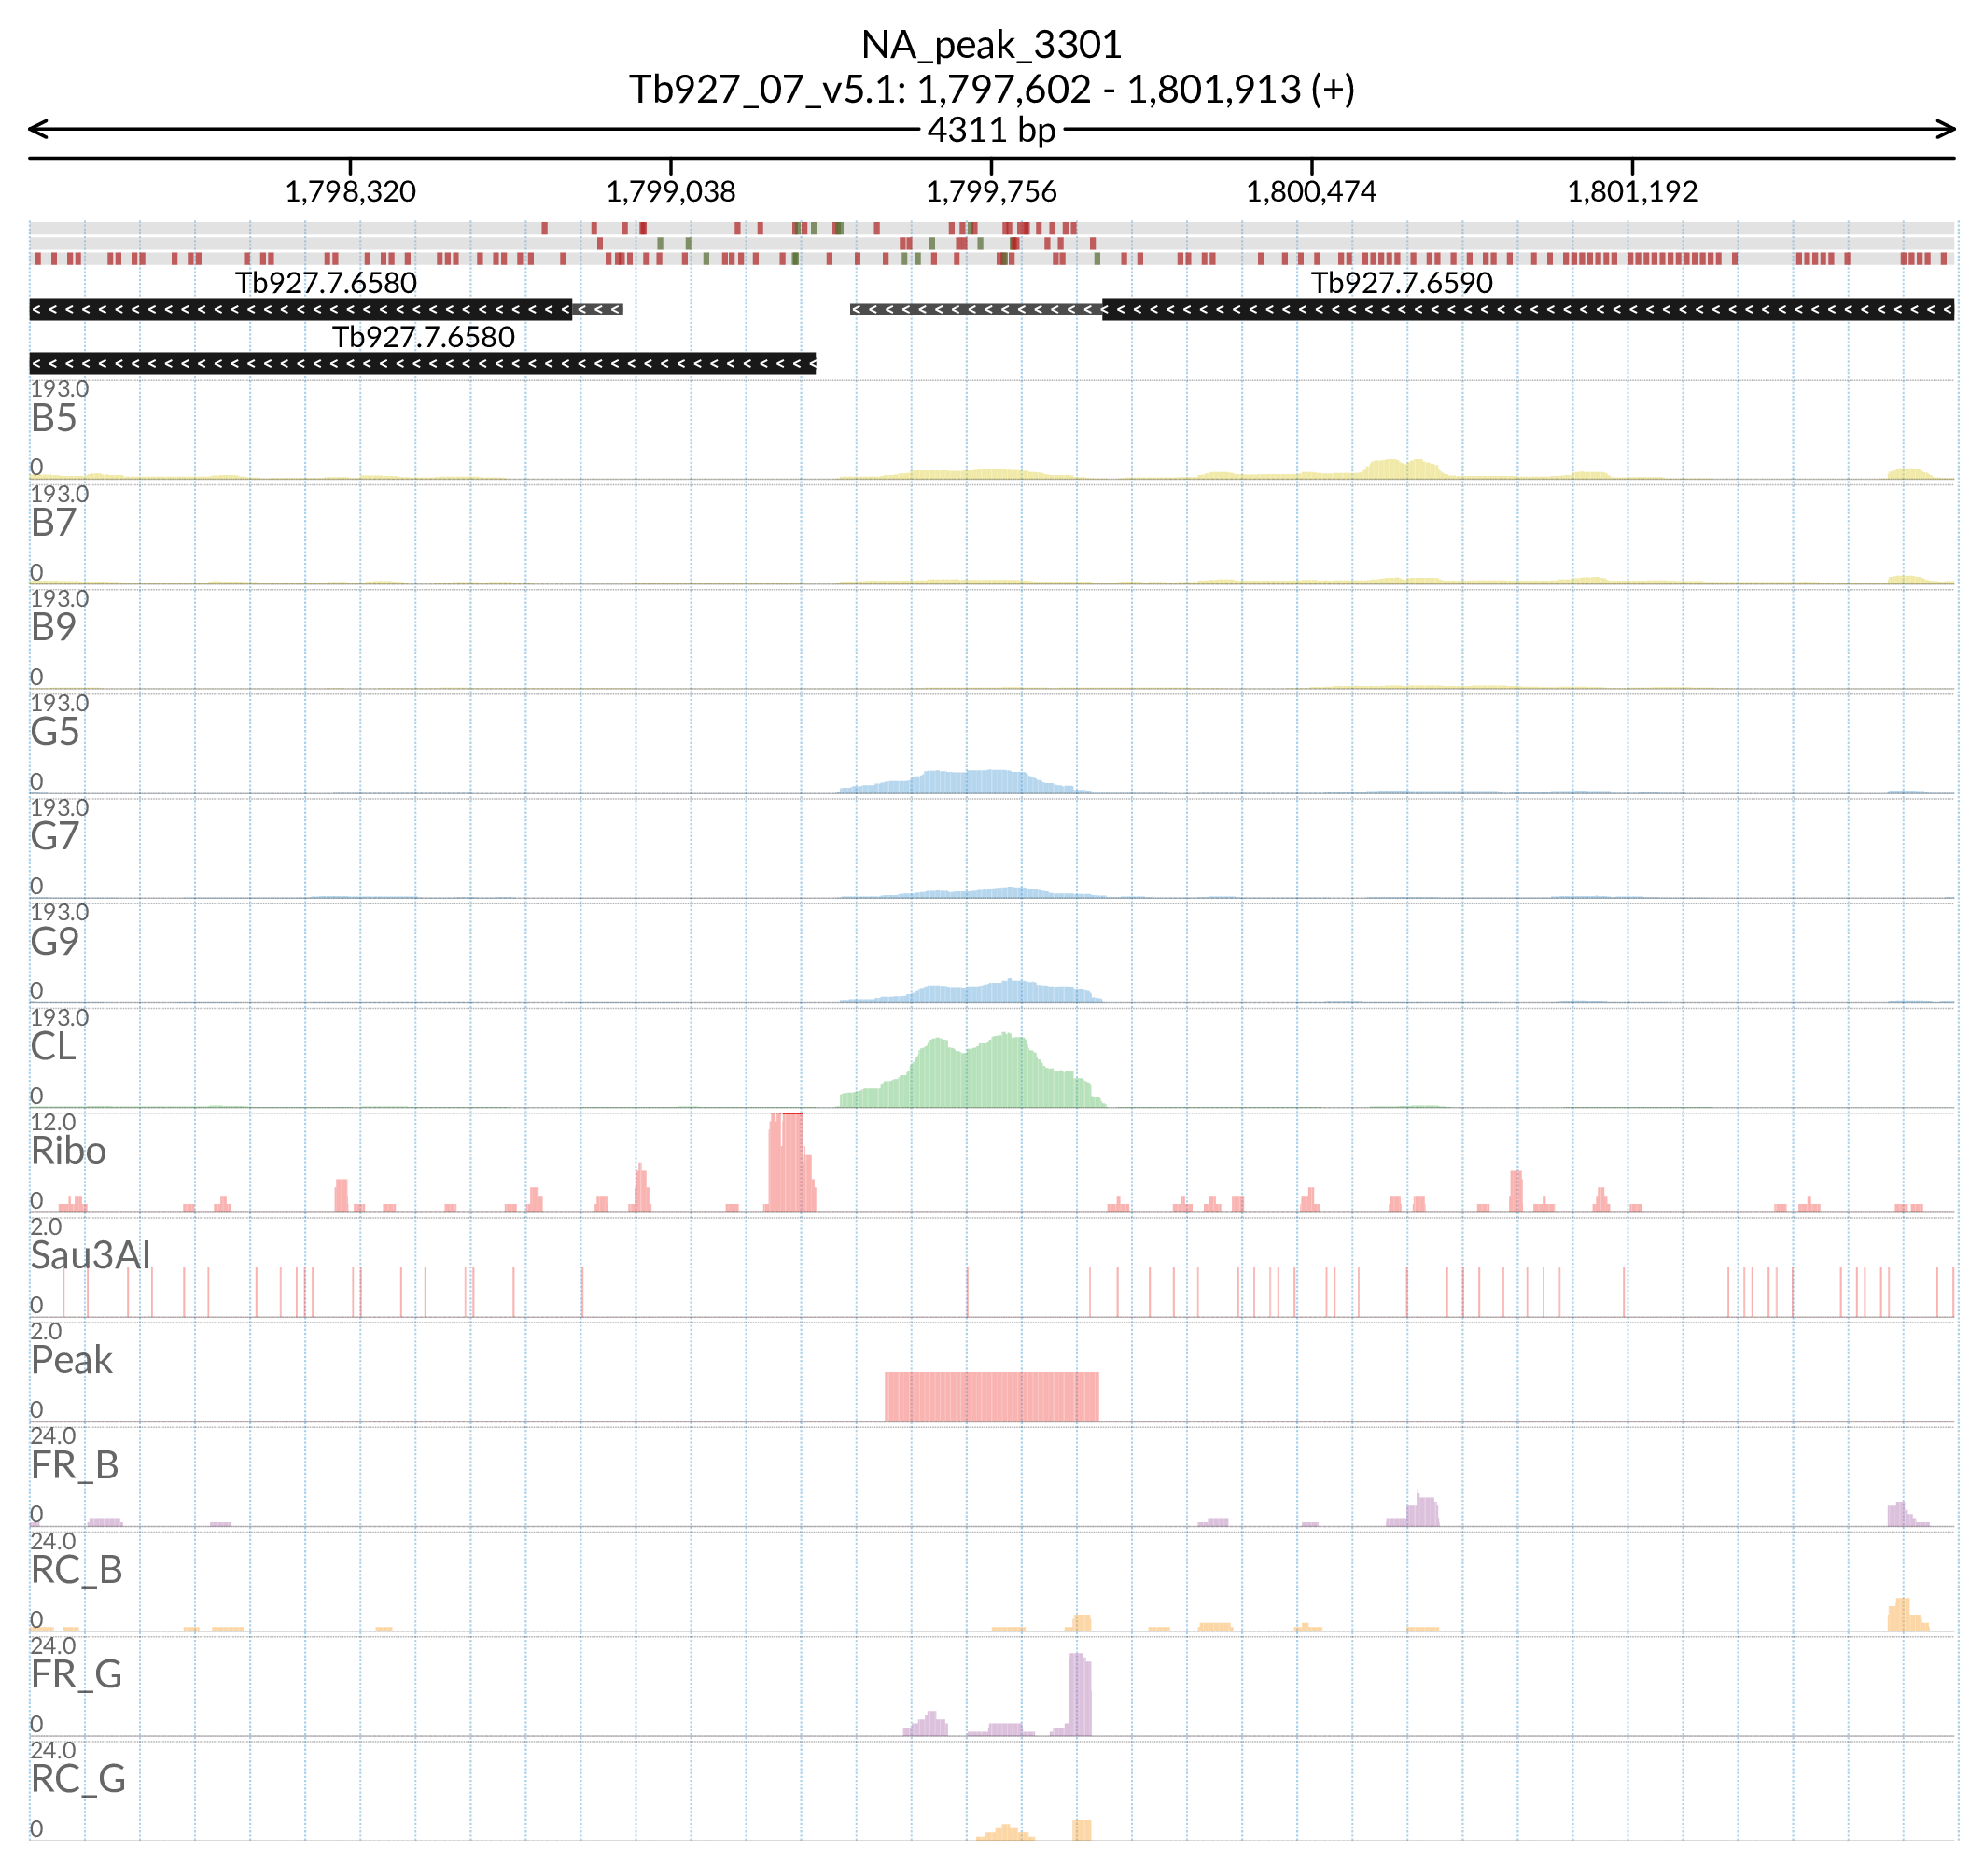 NA_peak_3301
Tb927_07_v5.1: 1,797,602 - 1,801,913 (+)
4311 bp
1,798,320 1,799,038 1,799,756 1,800,474 1,801,192
Tb927.7.6580 Tb927.7.6590
Tb927.7.6580
193.0
B5
0
193.0
B7
0
193.0
B9
0
193.0
G5
0
193.0
G7
0
193.0
G9
0
193.0
CL
0
12.0
Ribo
0
2.0
Sau3AI
0
2.0
Peak
0
24.0
FR_B
0
24.0
RC_B
0
24.0
FR_G
0
24.0
RC_G
0